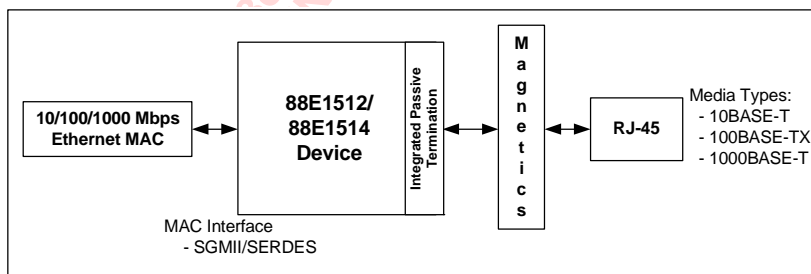 10/100/1000 Mbps
Ethernet MAC
88E1512/
88E1514
Device
Integrated Passive
Termination
Magnetics
RJ-45
Media Types:
- 10BASE-T
- 100BASE-TX
- 1000BASE-T
MAC Interface
- SGMII/SERDES